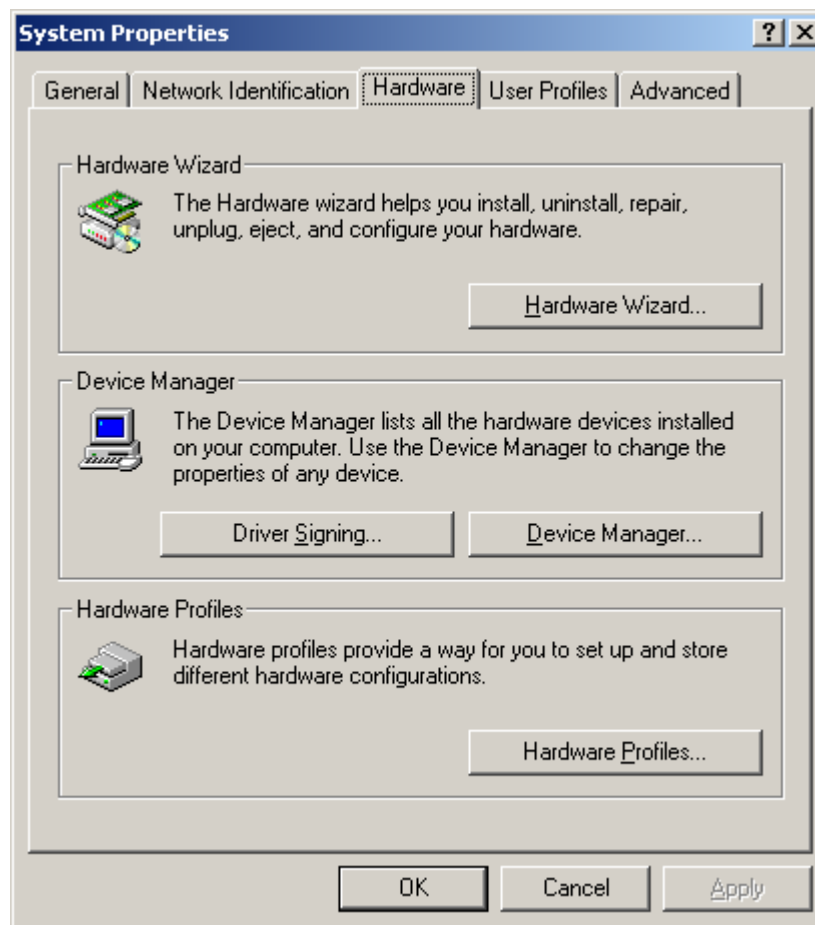 System Properties
General
Network Identification
Hardware
User Profiles
Advanced
Hardware Wizard
The Hardware wizard helps you install, uninstall, repair,
unplug, eject, and configure your hardware.
Hardware Wizard...
Device Manager
The Device Manager lists all the hardware devices installed
on your computer. Use the Device Manager to change the
properties of any device.
Driver Signing...
Device Manager...
Hardware Profiles
Hardware profiles provide a way for you to set up and store
different hardware configurations.
Hardware Profiles...
OK
Cancel
Apply